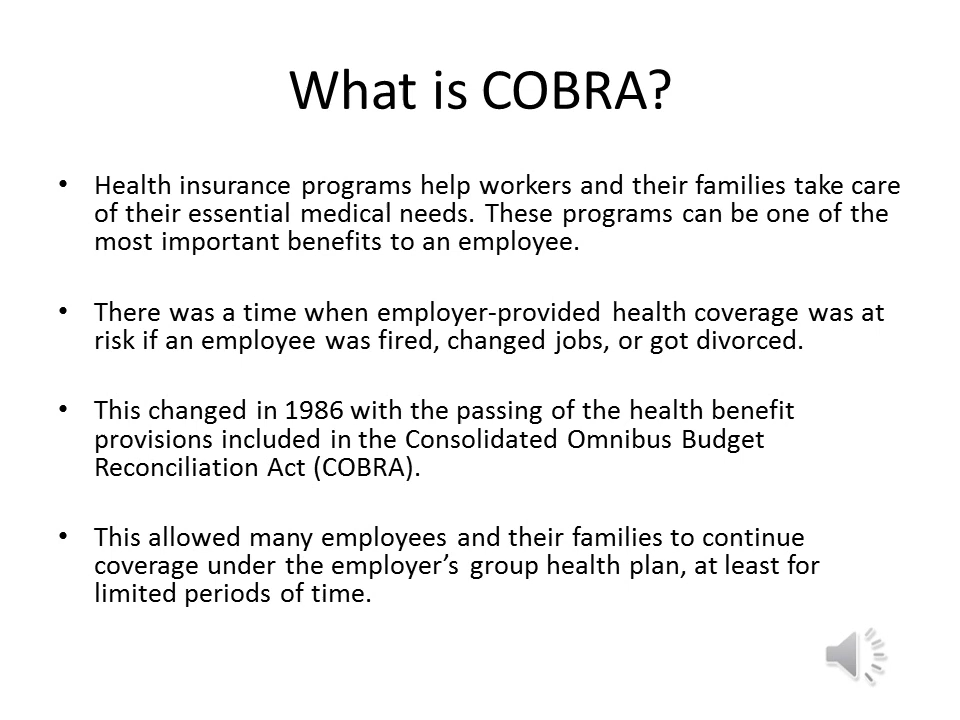 What is COBRA?
• Health insurance programs help workers and their families take care
of their essential medical needs. These programs can be one of the
most important benefits to an employee.
• There was a time when employer-provided health coverage was at
risk if an employee was fired, changed jobs, or got divorced.
• This changed in 1986 with the passing of the health benefit
provisions included in the Consolidated Omnibus Budget
Reconciliation Act (COBRA).
• This allowed many employees and their families to continue
coverage under the employer’s group health plan, at least for
limited periods of time.